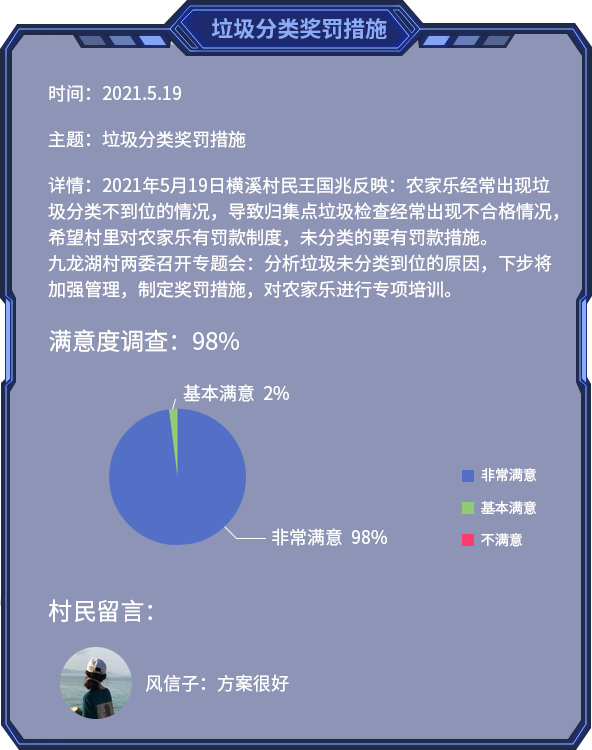 垃圾分类奖罚措施
时间：2021.5.19
主题：垃圾分类奖罚措施
详情：2021年5月19日横溪村民王国兆反映：农家乐经常出现垃
圾分类不到位的情况，导致归集点垃圾检查经常出现不合格情况，
希望村里对农家乐有罚款制度，未分类的要有罚款措施。
九龙湖村两委召开专题会：分析垃圾未分类到位的原因，下步将
加强管理，制定奖罚措施，对农家乐进行专项培训。
满意度调查：98%
基本满意 2%
非常满意
基本满意
不满意
非常满意 98%
村民留言：
风信子：方案很好